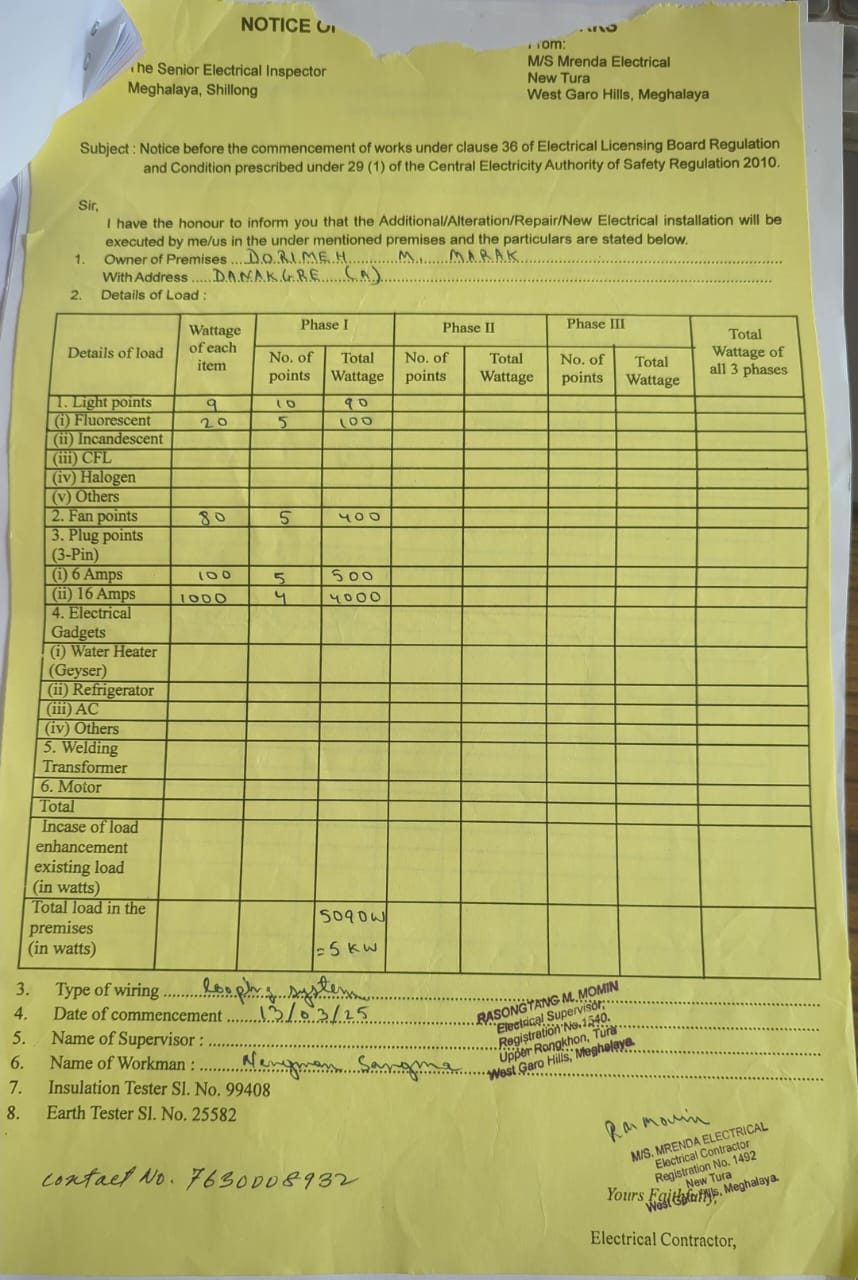 NOTICE
The Senior Electrical Inspector
Meghalaya, Shillong
From:
M/S Mrenda Electrical
New Tura
West Garo Hills, Meghalaya
Subject : Notice before the commencement of works under clause 36 of Electrical Licensing Board Regulation
and Condition prescribed under 29 (1) of the Central Electricity Authority of Safety Regulation 2010.
Sir,
I have the honour to inform you that the Additional/Alteration/Repair/New Electrical installation will be
executed by me/us in the under mentioned premises and the particulars are stated below.
1. Owner of Premises ... DORIMEH M. MARAK
With Address ..... DANAKGRE (A)
2. Details of Load :
Details of load | Wattage of each item | Phase I | Phase II | Phase III | Total Wattage of all 3 phases
No. of points | Total Wattage | No. of points | Total Wattage | No. of points | Total Wattage
1. Light points 9 10 90
(i) Fluorescent 20 5 100
(ii) Incandescent
(iii) CFL
(iv) Halogen
(v) Others
2. Fan points 80 5 400
3. Plug points
(3-Pin)
(i) 6 Amps 100 5 500
(ii) 16 Amps 1000 4 4000
4. Electrical
Gadgets
(i) Water Heater
(Geyser)
(ii) Refrigerator
(iii) AC
(iv) Others
5. Welding
Transformer
6. Motor
Total
Incase of load
enhancement
existing load
(in watts)
Total load in the
premises
(in watts)
5090W
= 5 KW
3. Type of wiring ....... system
4. Date of commencement ....... 13/03/25
5. Name of Supervisor :
RASONGTANG M. MOMIN
Electrical Supervisor,
Registration No.1540.
Upper Rongkhon, Tura
West Garo Hills, Meghalaya.
6. Name of Workman : Sangma
7. Insulation Tester Sl. No. 99408
8. Earth Tester Sl. No. 25582
Contact No. 7630008932
M/S. MRENDA ELECTRICAL
Electrical Contractor
Registration No. 1492
New Tura
West Garo Hills, Meghalaya.
Yours Faithfully,
Electrical Contractor,